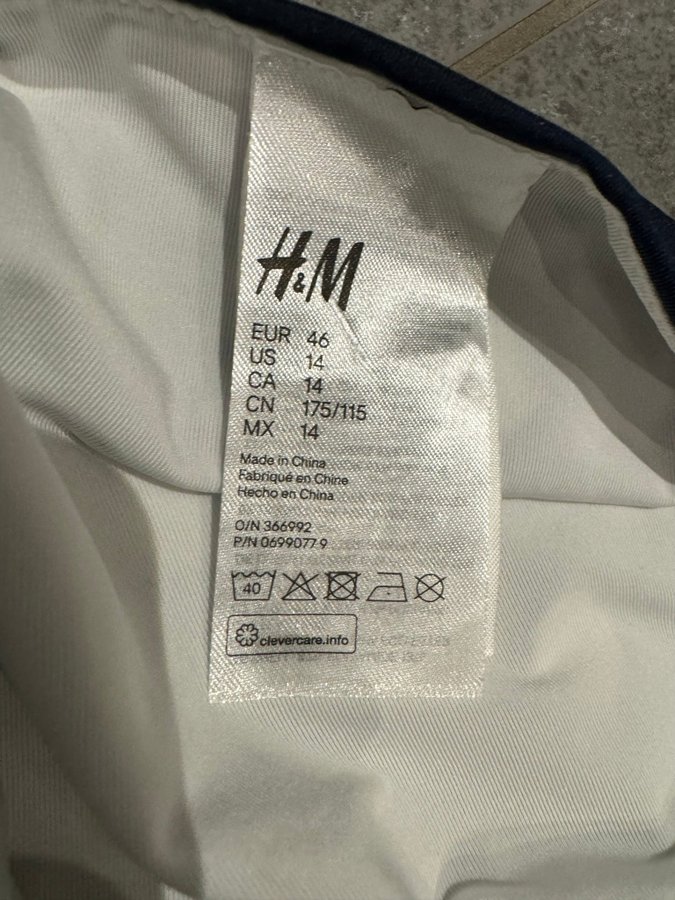 H&M
EUR 46
US 14
CA 14
CN 175/115
MX 14
Made in China
Fabriqué en Chine
Hecho en China
O/N 366992
P/N 0699077 9
40
clevercare.info